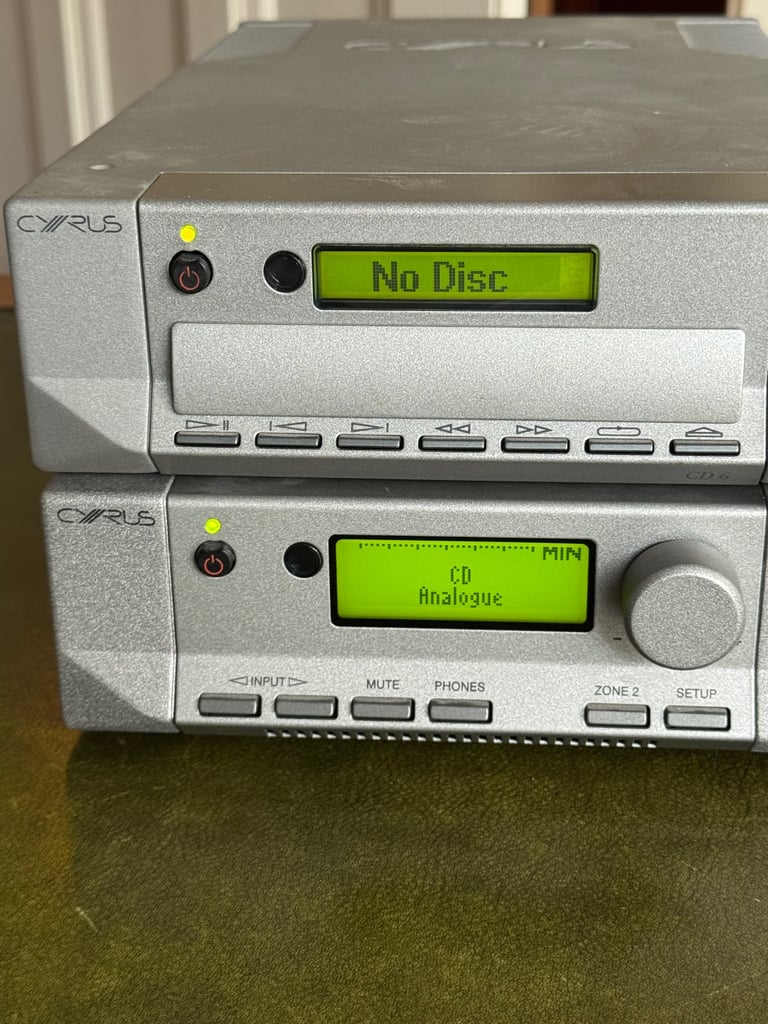 CYRUS
No Disc
CD 6
CYRUS
MIN
CD
Analogue
INPUT
MUTE
PHONES
ZONE 2
SETUP
-